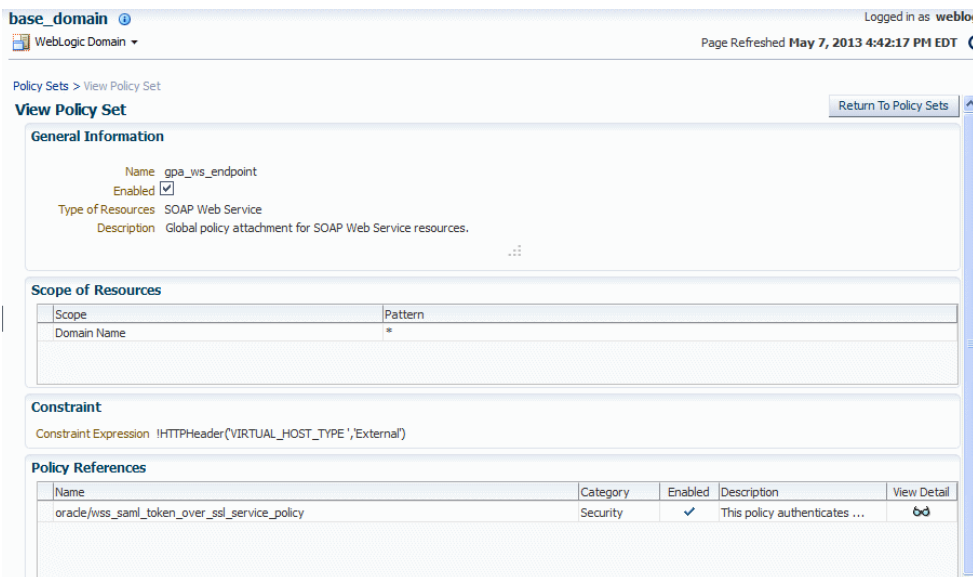 base_domain
Logged in as weblog
WebLogic Domain
Page Refreshed May 7, 2013 4:42:17 PM EDT
Policy Sets > View Policy Set
View Policy Set
Return To Policy Sets
General Information
Name gpa_ws_endpoint
Enabled
Type of Resources SOAP Web Service
Description Global policy attachment for SOAP Web Service resources.
Scope of Resources
Scope Pattern
Domain Name *
Constraint
Constraint Expression !HTTPHeader('VIRTUAL_HOST_TYPE ','External')
Policy References
Name Category Enabled Description View Detail
oracle/wss_saml_token_over_ssl_service_policy Security This policy authenticates ...